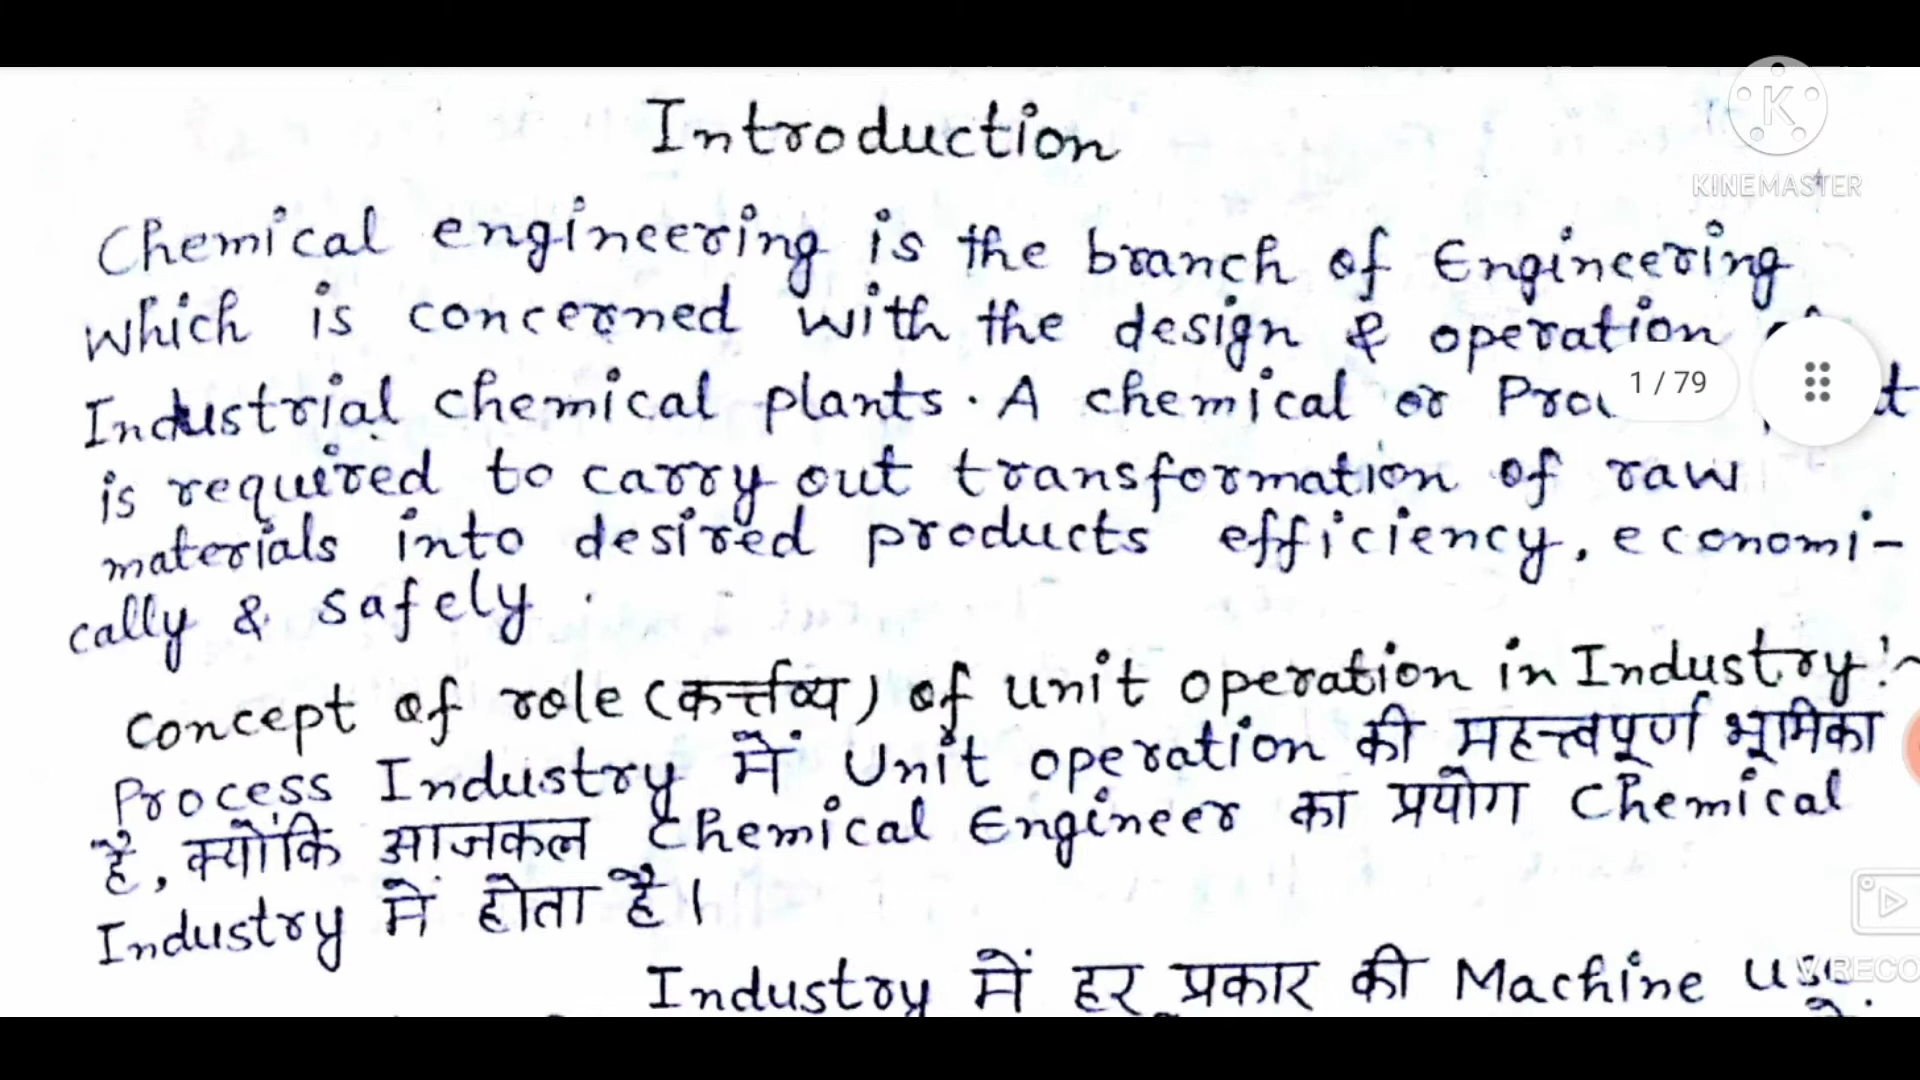 Introduction
KINEMASTER
Chemical engineering is the branch of Engineering
which is concerned with the design & operation
Industrial chemical plants. A chemical or
1 / 79
is required to carry out transformation of raw
materials into desired products efficiency, economi-
cally & safely.
Concept of role (कर्त्तव्य) of unit operation in Industry:~
Process Industry में Unit operation की महत्त्वपूर्ण भूमिका
है, क्योंकि आजकल Chemical Engineer का प्रयोग Chemical
Industry में होता है।
Industry में हर प्रकार की Machine